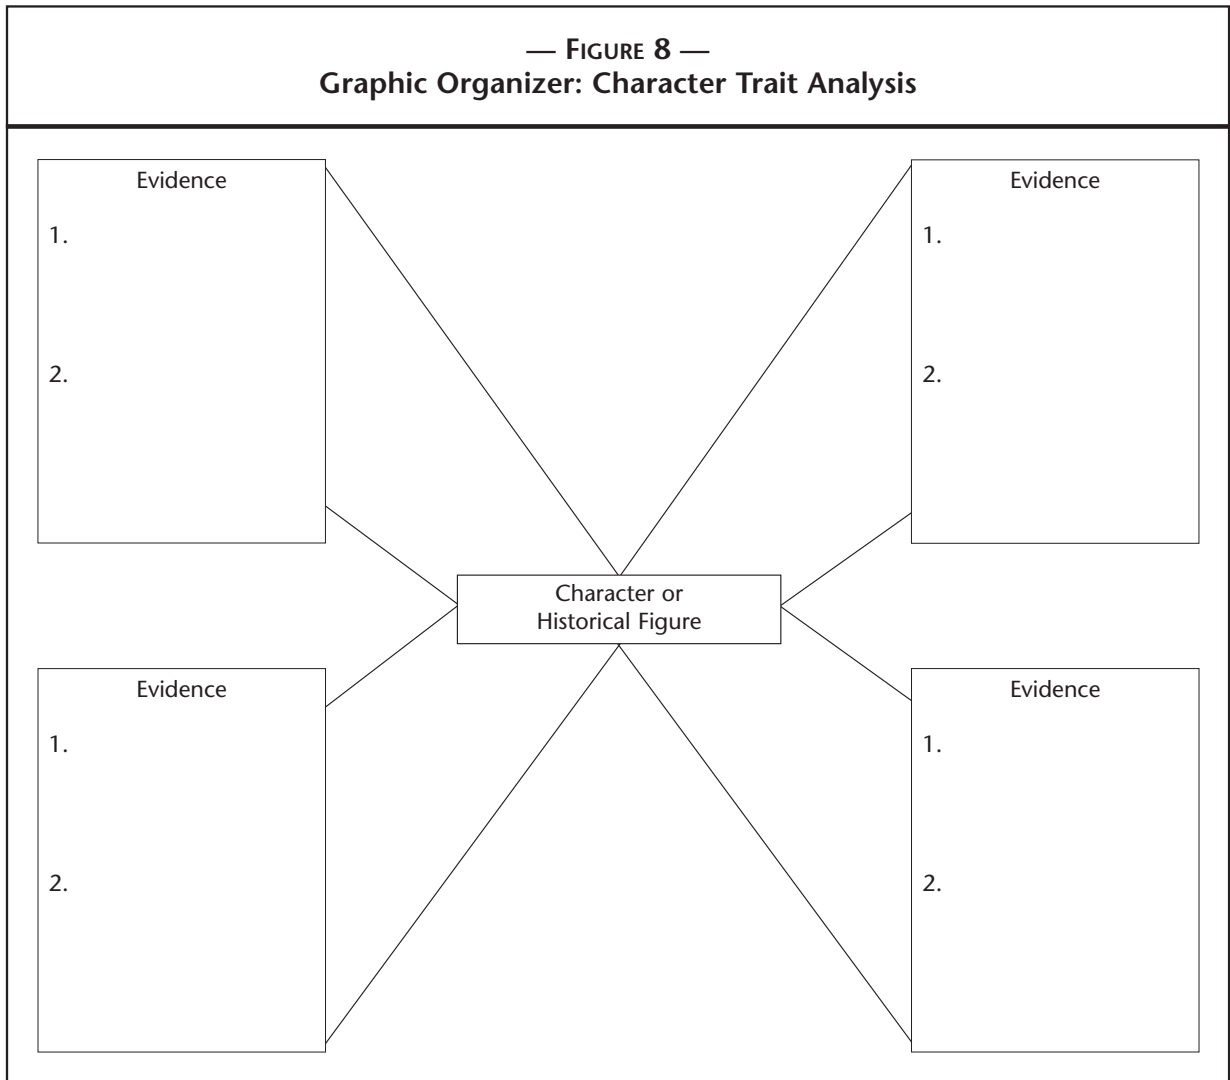 — FIGURE 8 —
Graphic Organizer: Character Trait Analysis
Evidence
1.
2.
Evidence
1.
2.
Character or
Historical Figure
Evidence
1.
2.
Evidence
1.
2.